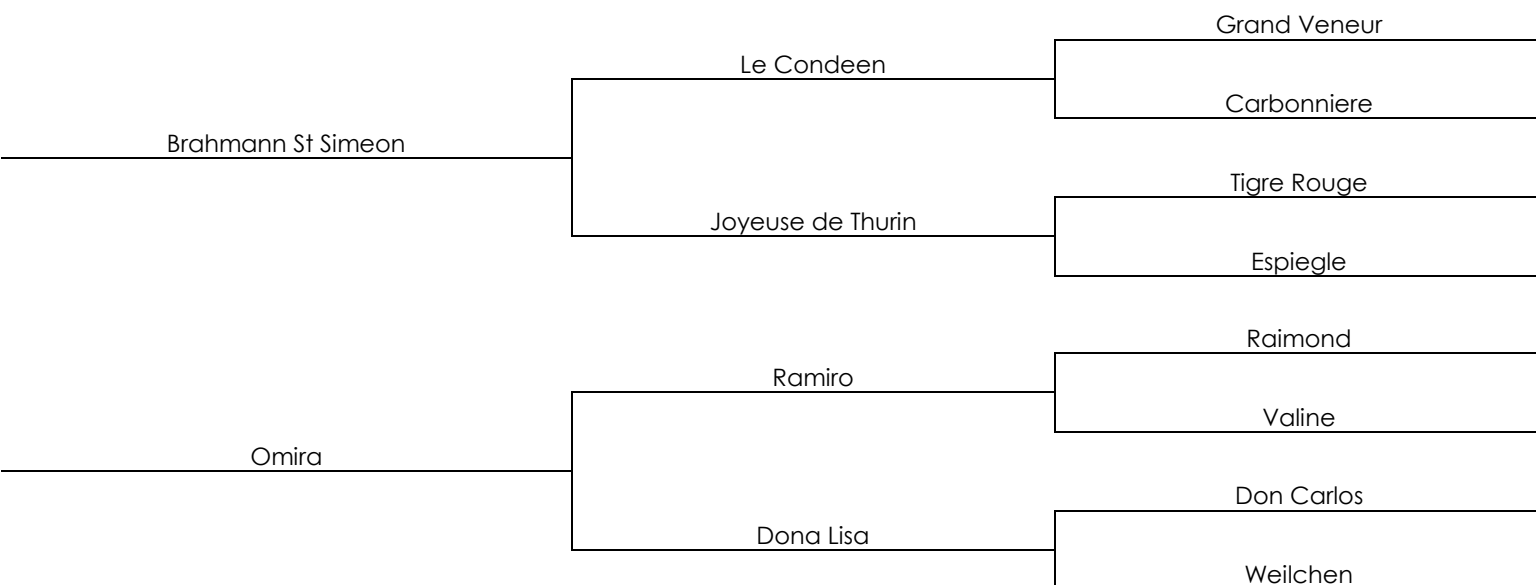 Grand Veneur
Le Condeen
Carbonniere
Brahmann St Simeon
Tigre Rouge
Joyeuse de Thurin
Espiegle
Raimond
Ramiro
Valine
Omira
Don Carlos
Dona Lisa
Weilchen